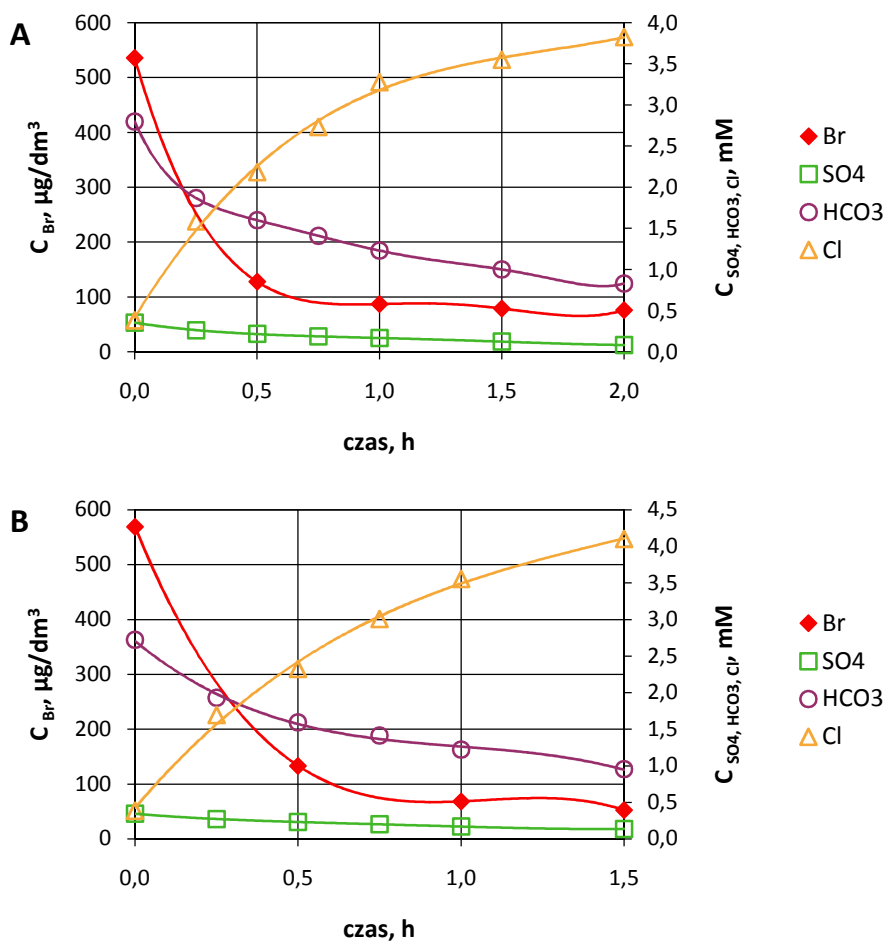 A
C Br, µg/dm³
600
500
400
300
200
100
0
4,0
3,5
3,0
2,5
2,0
1,5
1,0
0,5
0,0
C SO4, HCO3, Cl, mM
0,0 0,5 1,0 1,5 2,0
czas, h
Br
SO4
HCO3
Cl
B
C Br, µg/dm³
600
500
400
300
200
100
0
4,5
4,0
3,5
3,0
2,5
2,0
1,5
1,0
0,5
0,0
C SO4, HCO3, Cl, mM
0,0 0,5 1,0 1,5
czas, h
Br
SO4
HCO3
Cl